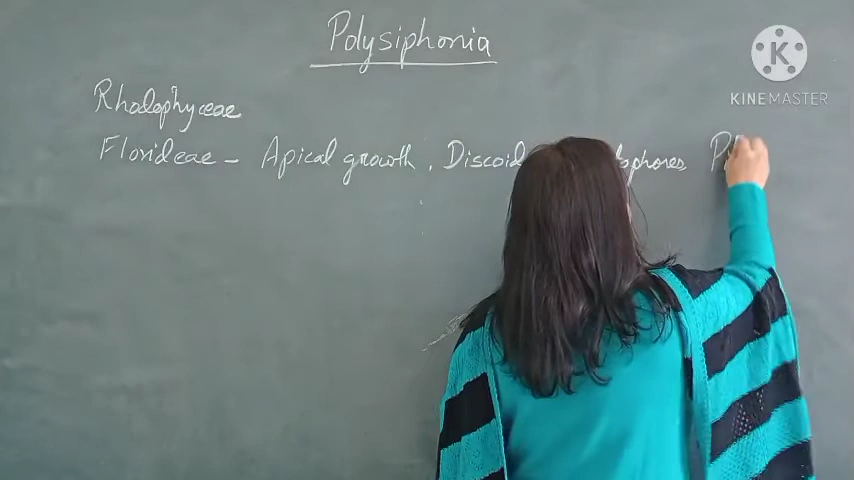 Polysiphonia
Rhodophyceae
Florideae - Apical growth, Discoid
K
KINEMASTER